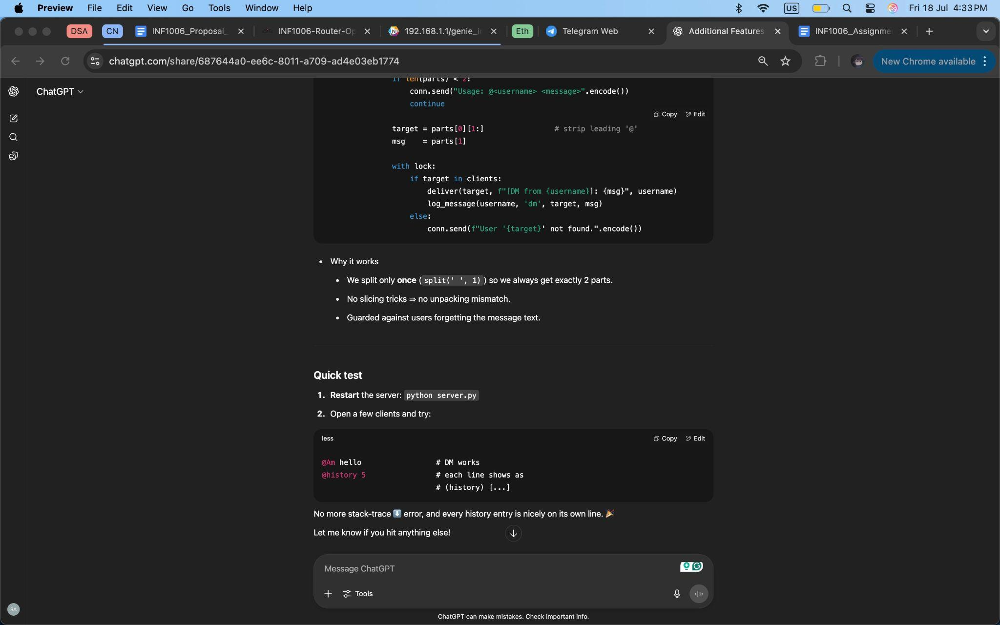 Preview File Edit View Go Tools Window Help US Fri 18 Jul 4:33 PM
DSA CN INF1006_Proposal_ INF1006-Router-Op 192.168.1.1/genie_i Eth Telegram Web Additional Features INF1006_Assignme
chatgpt.com/share/687644a0-ee6c-8011-a709-ad4e03eb1774 New Chrome available
ChatGPT
if len(parts) < 2:
conn.send("Usage: @<username> <message>".encode())
continue
Copy Edit
target = parts[0][1:] # strip leading '@'
msg = parts[1]
with lock:
if target in clients:
deliver(target, f"[DM from {username}]: {msg}", username)
log_message(username, 'dm', target, msg)
else:
conn.send(f"User '{target}' not found.".encode())
• Why it works
• We split only once (split(' ', 1)) so we always get exactly 2 parts.
• No slicing tricks ⇒ no unpacking mismatch.
• Guarded against users forgetting the message text.
Quick test
1. Restart the server: python server.py
2. Open a few clients and try:
less Copy Edit
@Am hello # DM works
@history 5 # each line shows as
# (history) [...]
No more stack-trace ⬇️ error, and every history entry is nicely on its own line. 🎉
Let me know if you hit anything else!
Message ChatGPT
Tools
RA
ChatGPT can make mistakes. Check important info.